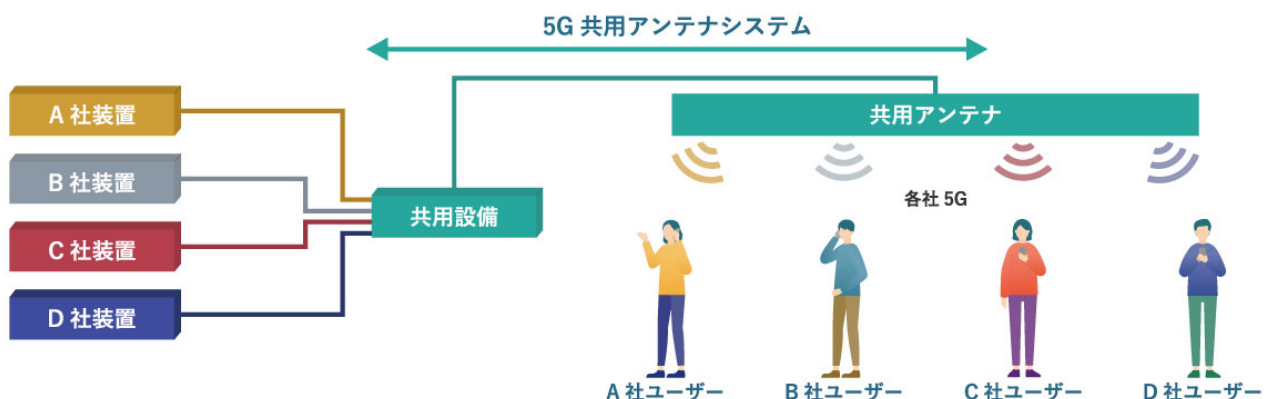 5G 共用アンテナシステム
A 社装置
B 社装置
C 社装置
D 社装置
共用設備
共用アンテナ
各社 5G
A 社ユーザー
B 社ユーザー
C 社ユーザー
D 社ユーザー